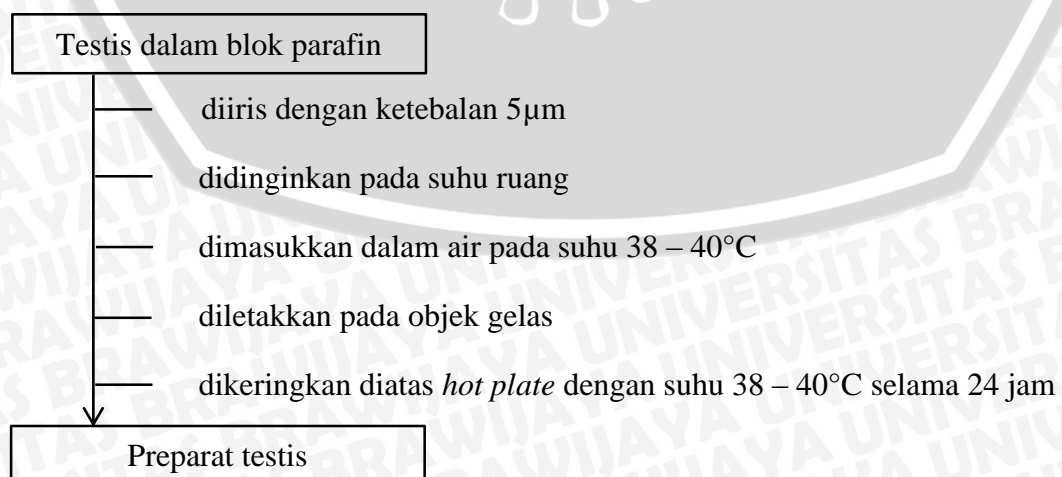 Testis dalam blok parafin
diiris dengan ketebalan 5µm
didinginkan pada suhu ruang
dimasukkan dalam air pada suhu 38 – 40°C
diletakkan pada objek gelas
dikeringkan diatas hot plate dengan suhu 38 – 40°C selama 24 jam
Preparat testis